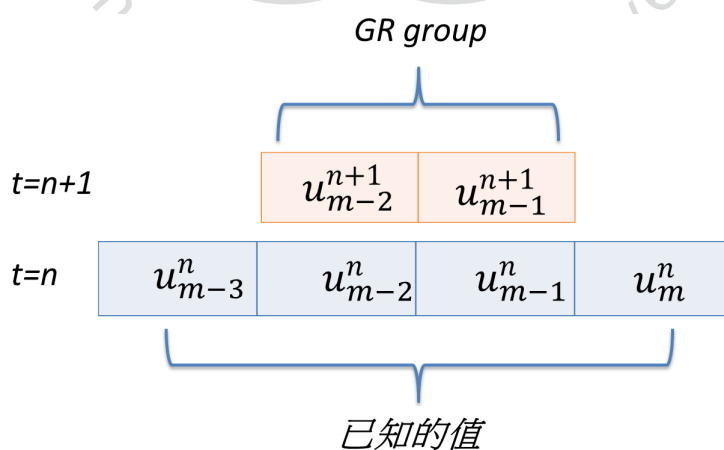 GR group
t=n+1 u_{m-2}^{n+1} u_{m-1}^{n+1}
t=n u_{m-3}^{n} u_{m-2}^{n} u_{m-1}^{n} u_{m}^{n}
已知的值